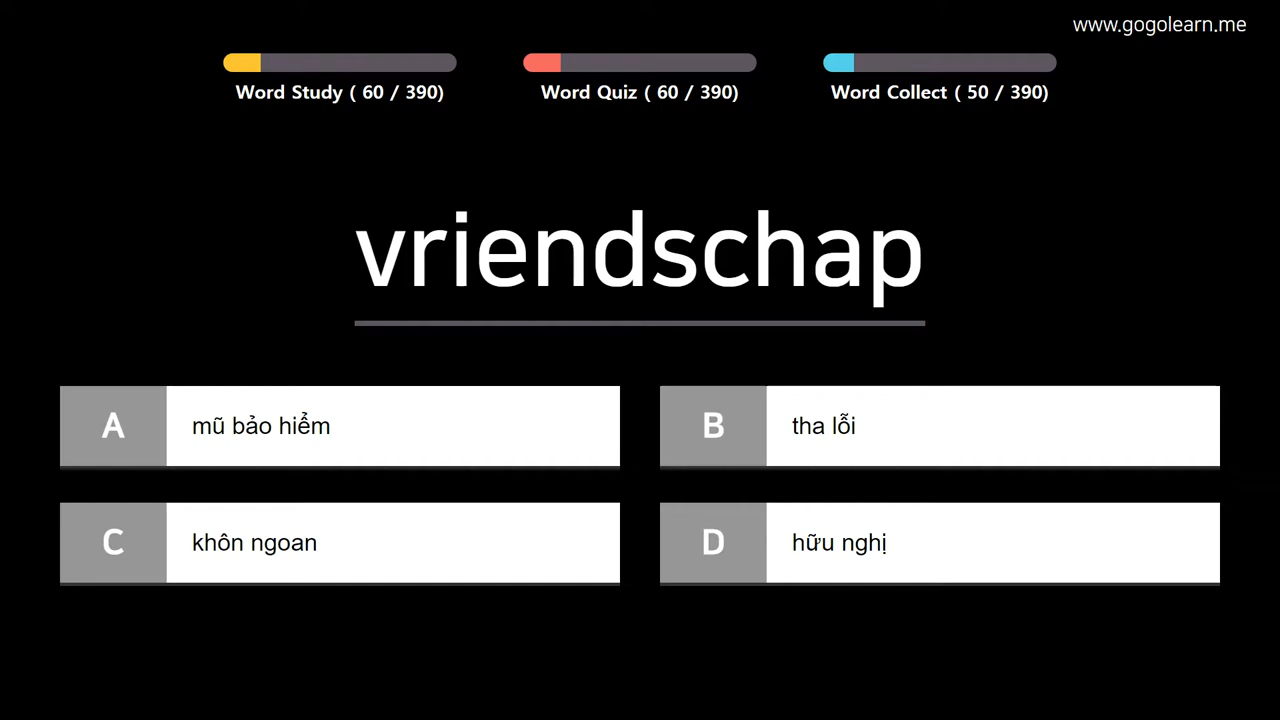 www.gogolearn.me
Word Study ( 60 / 390)
Word Quiz ( 60 / 390)
Word Collect ( 50 / 390)
vriendschap
A
mũ bảo hiểm
B
tha lỗi
C
khôn ngoan
D
hữu nghị